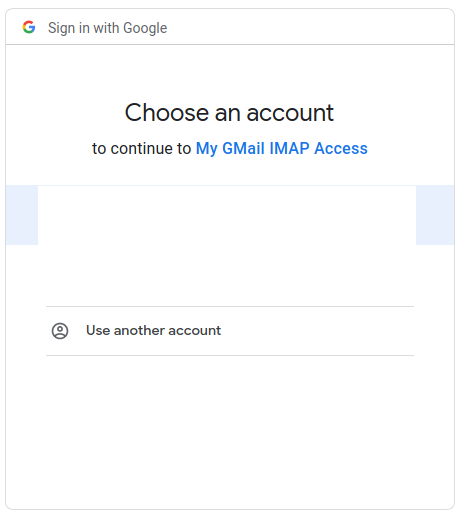 Sign in with Google
Choose an account
to continue to My GMail IMAP Access
Use another account